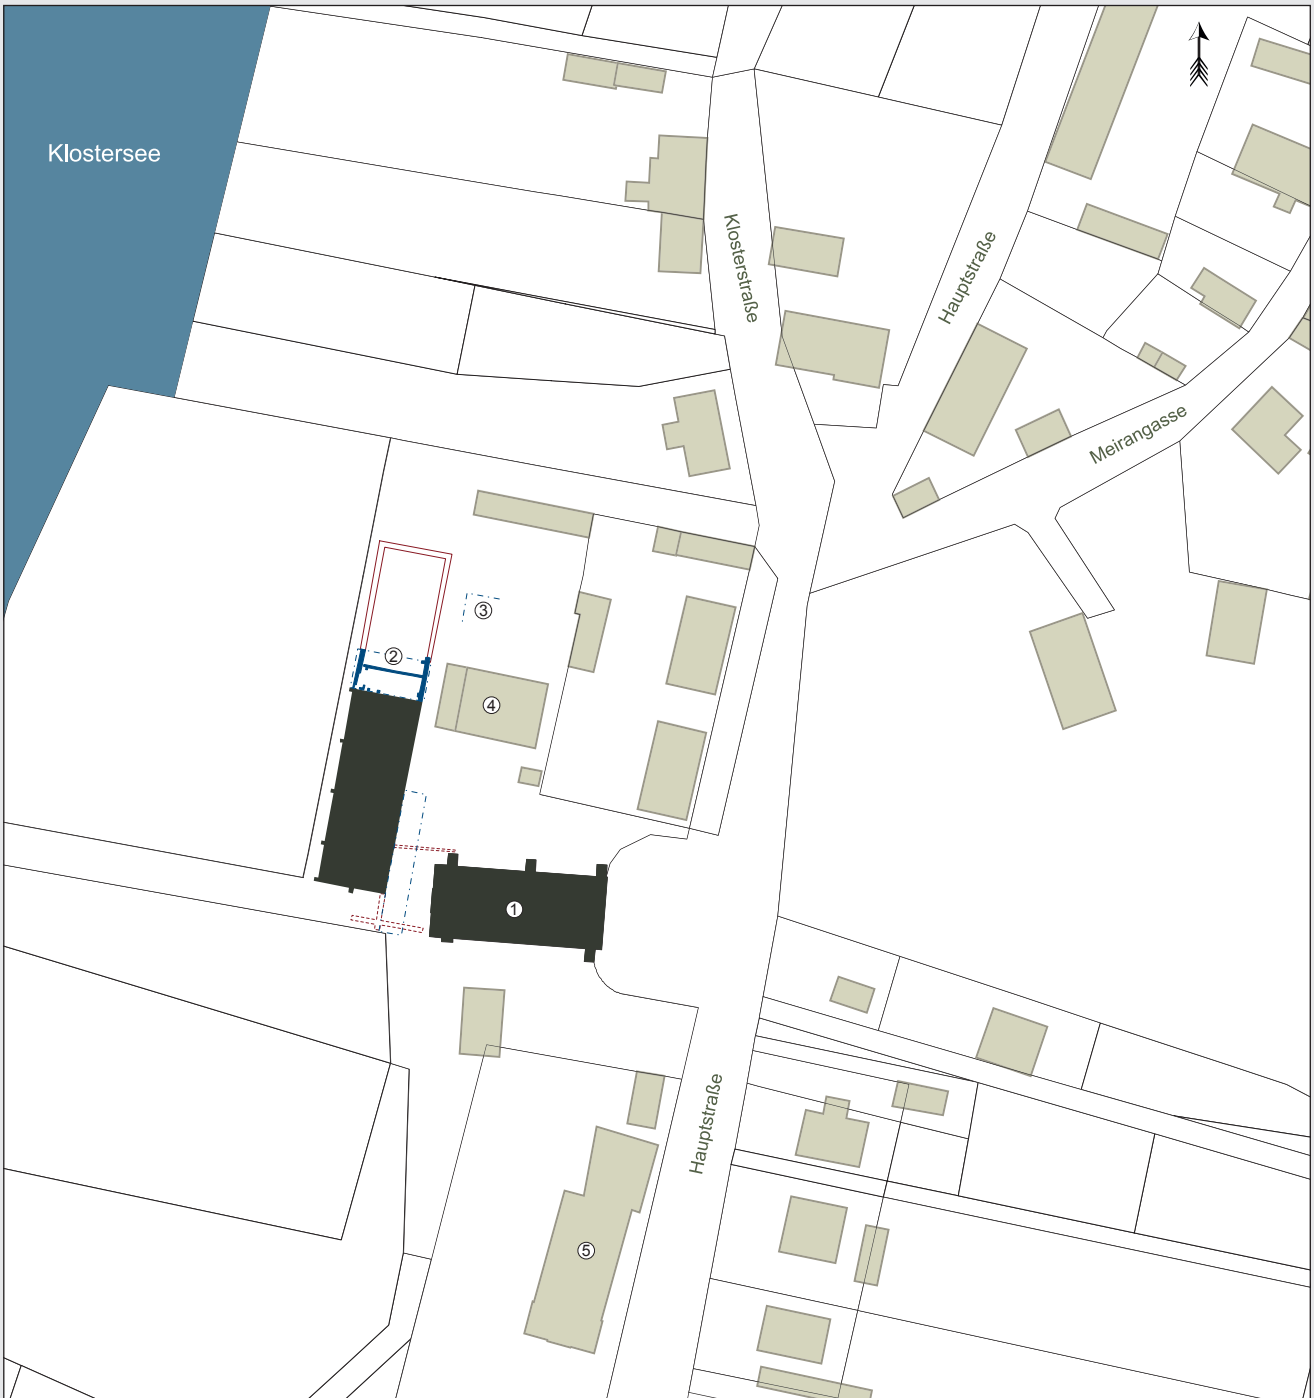 Klostersee
Klosterstraße
Hauptstraße
Meirangasse
③
②
④
①
Hauptstraße
⑤